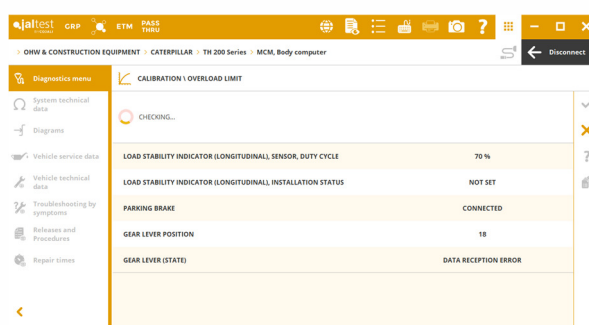 jaltest GRP ETM PASS
THRU
> OHW & CONSTRUCTION EQUIPMENT > CATERPILLAR > TH 200 Series > MCM, Body computer
Disconnect
Diagnostics menu
CALIBRATION \ OVERLOAD LIMIT
System technical
data
Diagrams
Vehicle service data
Vehicle technical
data
Troubleshooting by
symptoms
Releases and
Procedures
Repair times
CHECKING...
LOAD STABILITY INDICATOR (LONGITUDINAL), SENSOR, DUTY CYCLE 70 %
LOAD STABILITY INDICATOR (LONGITUDINAL), INSTALLATION STATUS NOT SET
PARKING BRAKE CONNECTED
GEAR LEVER POSITION 18
GEAR LEVER (STATE) DATA RECEPTION ERROR